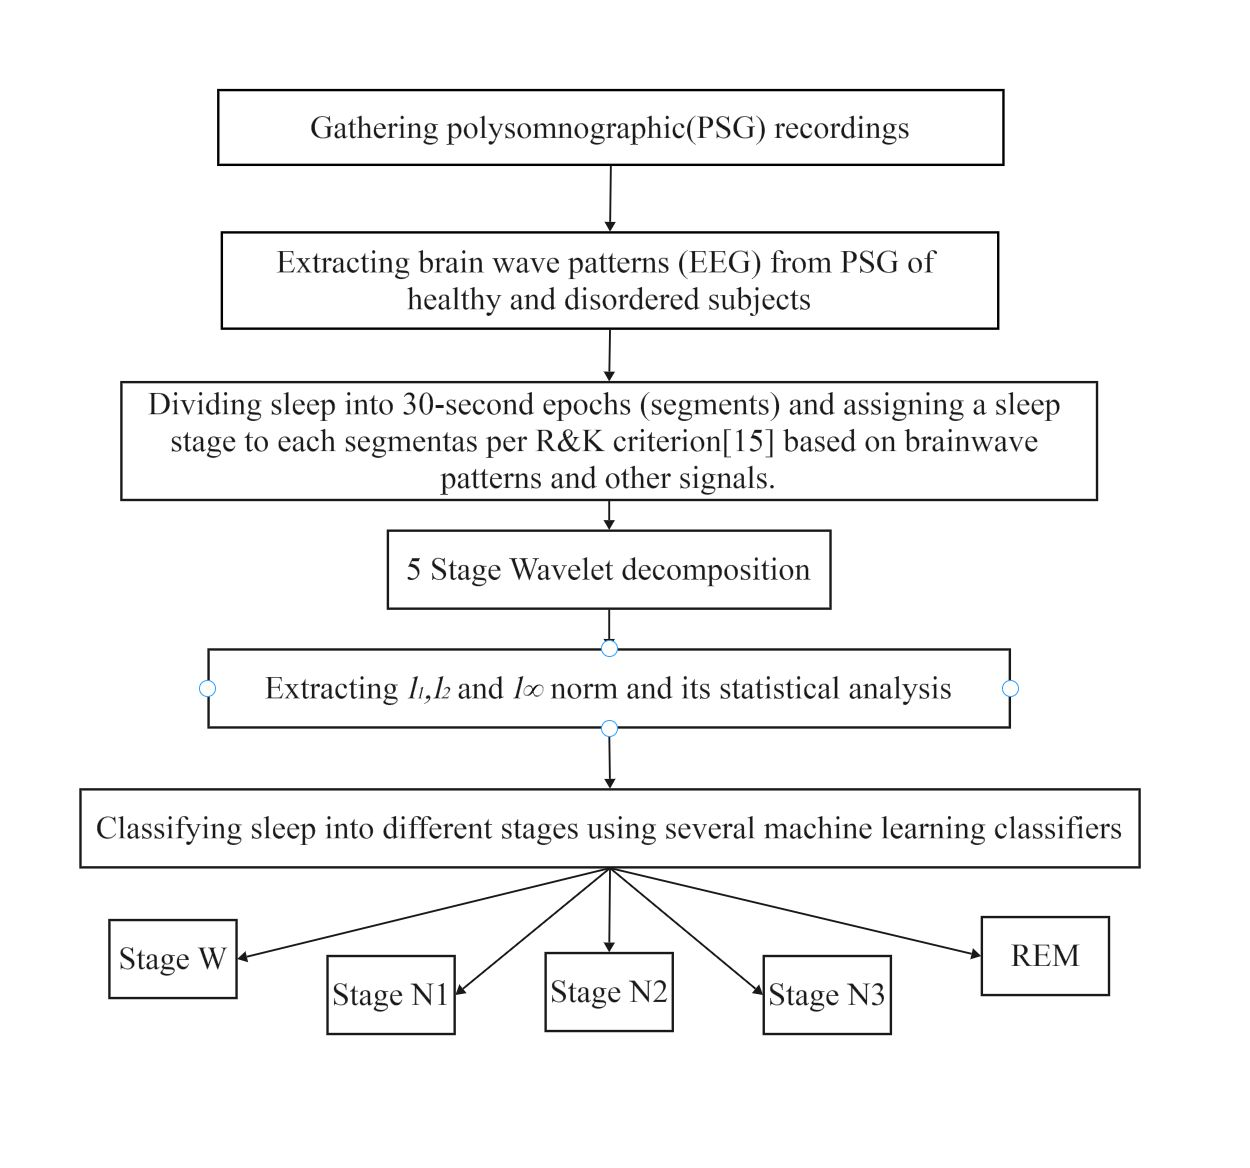 Gathering polysomnographic(PSG) recordings
Extracting brain wave patterns (EEG) from PSG of
healthy and disordered subjects
Dividing sleep into 30-second epochs (segments) and assigning a sleep
stage to each segmentas per R&K criterion[15] based on brainwave
patterns and other signals.
5 Stage Wavelet decomposition
Extracting l₁,l₂ and l∞ norm and its statistical analysis
Classifying sleep into different stages using several machine learning classifiers
Stage W
Stage N1
Stage N2
Stage N3
REM